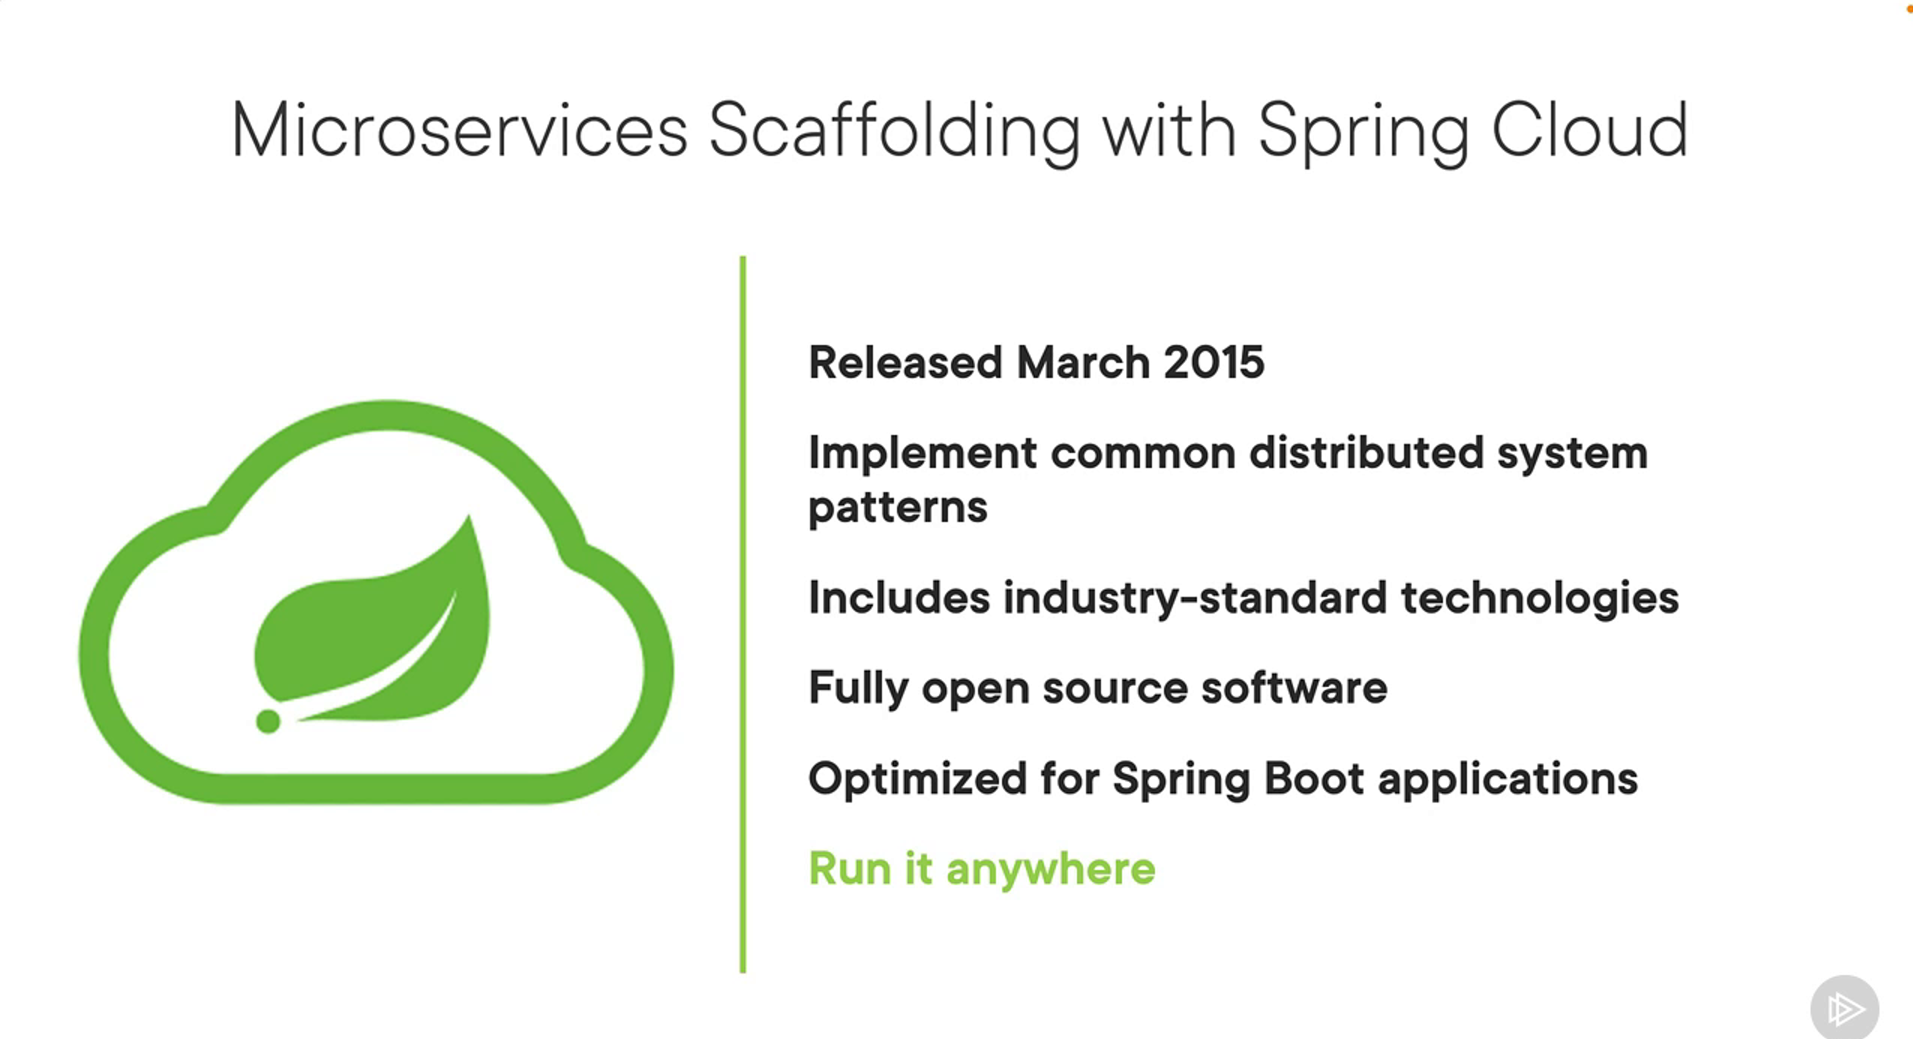 Microservices Scaffolding with Spring Cloud
Released March 2015
Implement common distributed system
patterns
Includes industry-standard technologies
Fully open source software
Optimized for Spring Boot applications
Run it anywhere